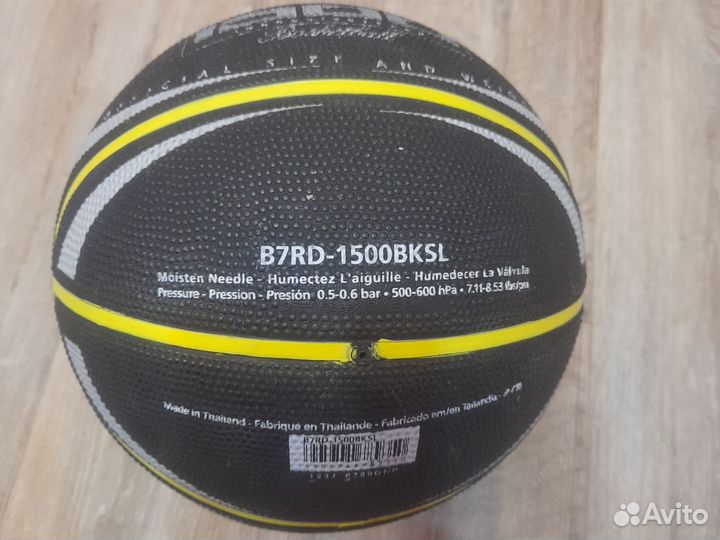 OFFICIAL SIZE AND
B7RD-1500BKSL
Moisten Needle - Humectez L'aiguille - Humedecer La Válvula
Pressure - Pression - Presión 0.5-0.6 bar • 500-600 hPa • 7.11-8.53 lbs/psi
Made in Thailand - Fabriqué en Thaïlande - Fabricado em/en Tailandia
B7RD-1500BKSL
Avito